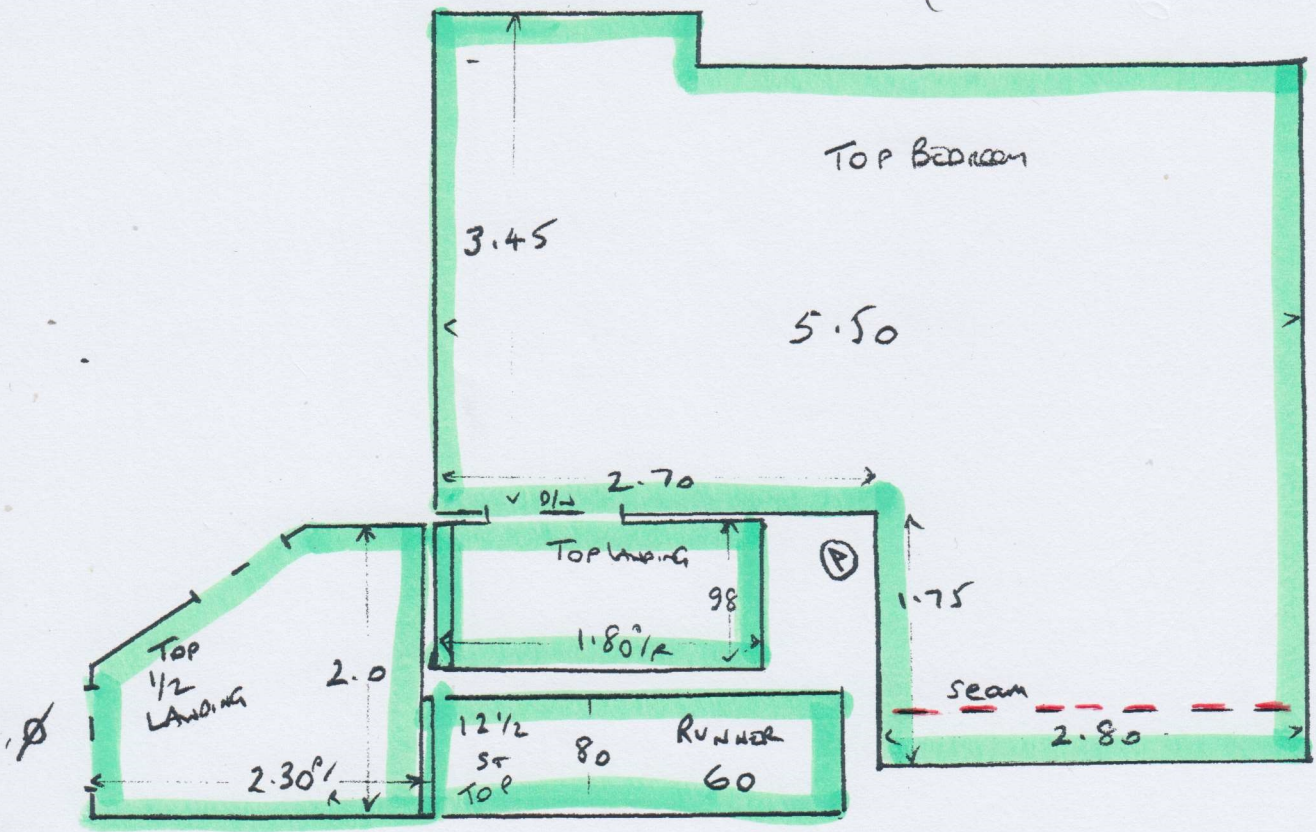 TOP BEDROOM
3.45
5.50
2.70
D/W
TOP LANDING
98
1.80
A
1.75
TOP
1/2
LANDING
2.0
seam
2.80
2.30
12 1/2
ST
TOP
80
RUNNER
60